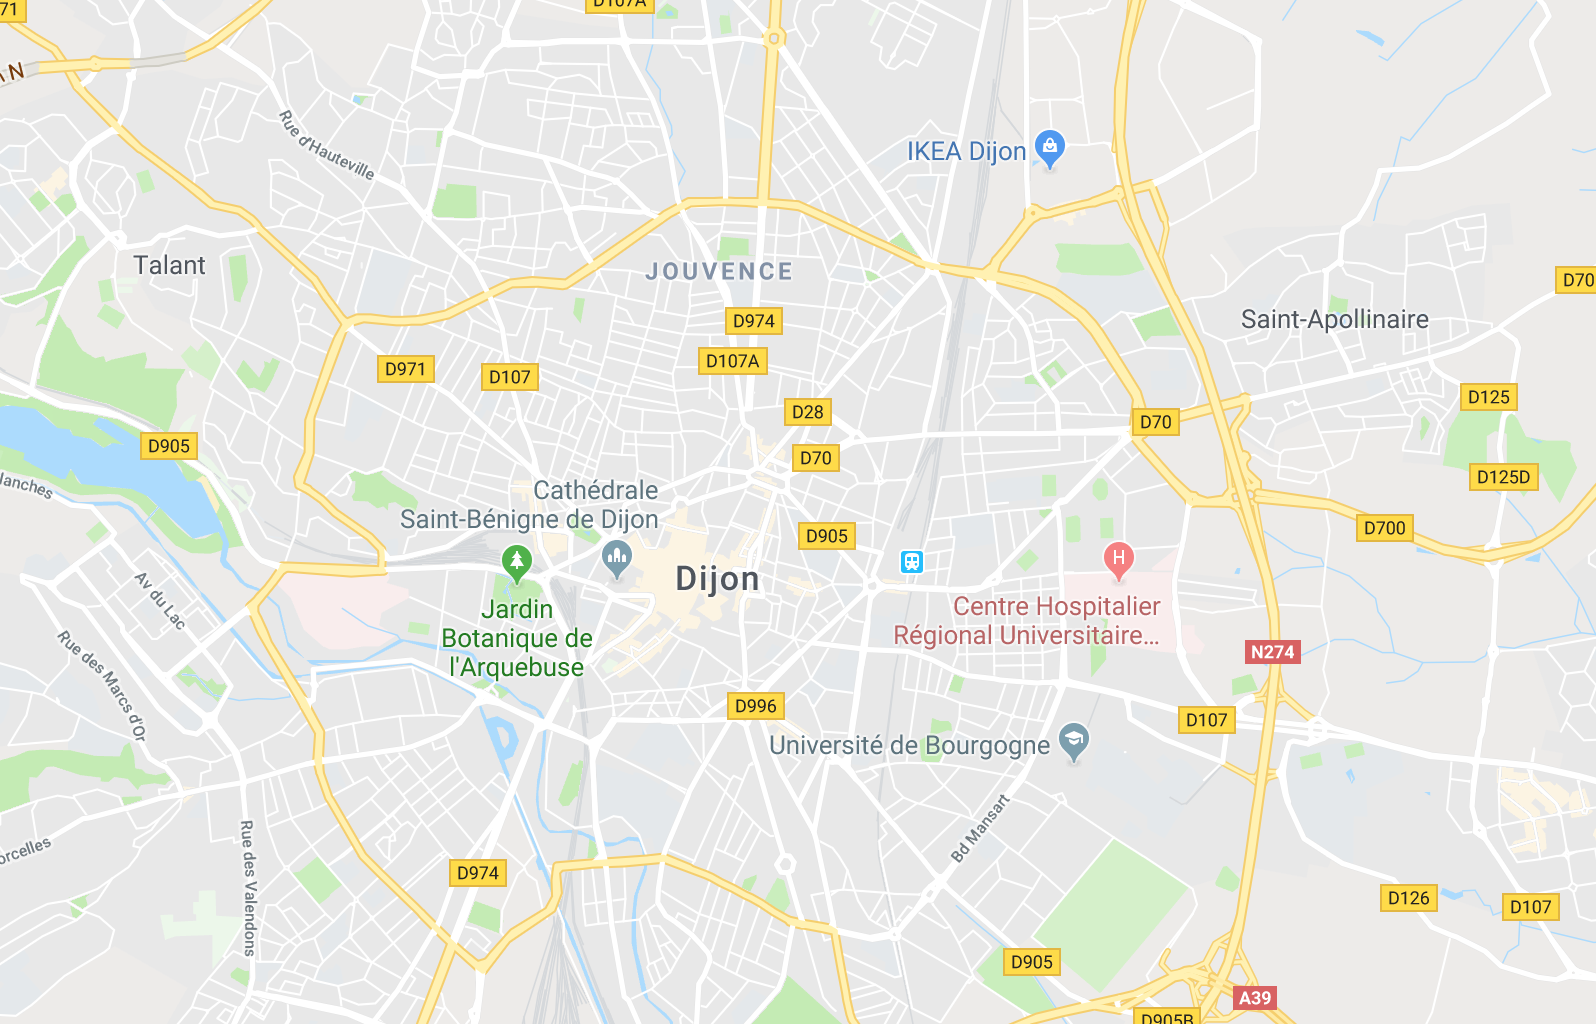 71
D107A
N
Rue d'Hauteville
IKEA Dijon
Talant
JOUVENCE
D70
D974
Saint-Apollinaire
D107A
D971
D107
D125
D28
D70
D905
D70
D125D
Cathédrale
Saint-Bénigne de Dijon
D905
D700
H
Dijon
Av du Lac
Jardin
Botanique de
l'Arquebuse
Centre Hospitalier
Régional Universitaire...
N274
Rue des Marcs d'Or
D996
D107
Université de Bourgogne
Bd Mansart
Rue des Valendons
D974
D126
D107
D905
A39
D905B